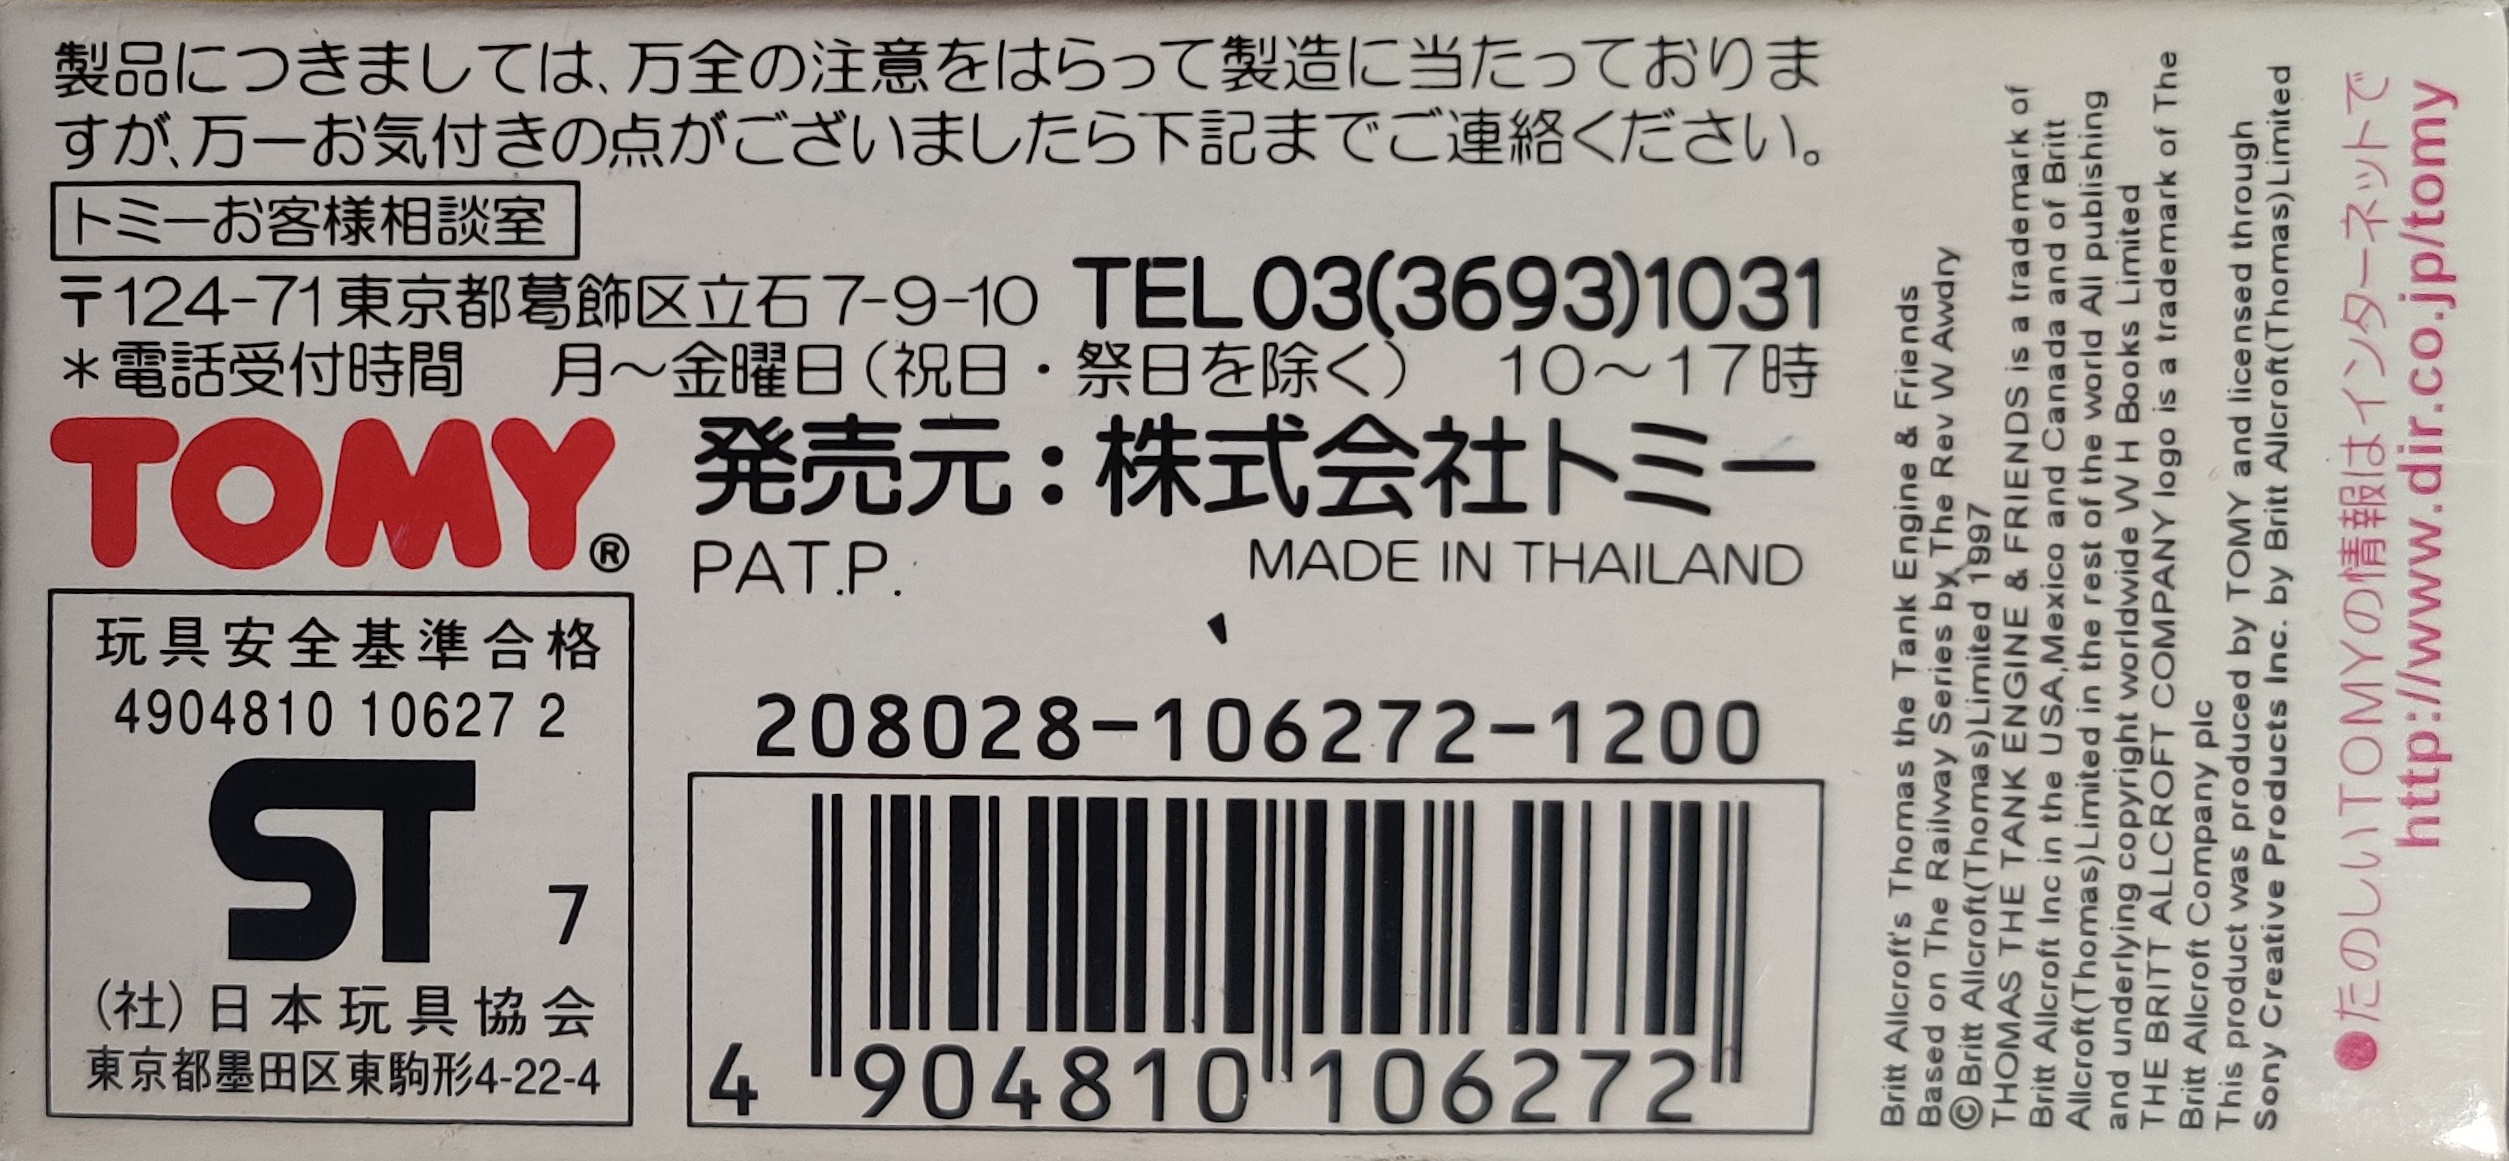 製品につきましては、万全の注意をはらって製造に当たっておりま
すが、万一お気付きの点がございましたら下記までご連絡ください。
トミーお客様相談室
〒124-71東京都葛飾区立石7-9-10 TEL03(3693)1031
＊電話受付時間　月～金曜日（祝日・祭日を除く）　10～17時
TOMY®
発売元：株式会社トミー
PAT.P. MADE IN THAILAND
玩具安全基準合格
4904810 10627 2
ST 7
(社)日本玩具協会
東京都墨田区東駒形4-22-4
208028-106272-1200
4 904810 106272
Britt Allcroft's Thomas the Tank Engine & Friends
Based on The Railway Series by The Rev W Awdry
© Britt Allcroft(Thomas)Limited 1997
THOMAS THE TANK ENGINE & FRIENDS is a trademark of
Britt Allcroft Inc in the USA,Mexico and Canada and of Britt
Allcroft(Thomas)Limited in the rest of the world All publishing
and underlying copyright worldwide W H Books Limited
THE BRITT ALLCROFT COMPANY logo is a trademark of The
Britt Allcroft Company plc
This product was produced by TOMY and licensed through
Sony Creative Products Inc. by Britt Allcroft(Thomas)Limited
●たのしいTOMYの情報はインターネットで
http://www.dir.co.jp/tomy